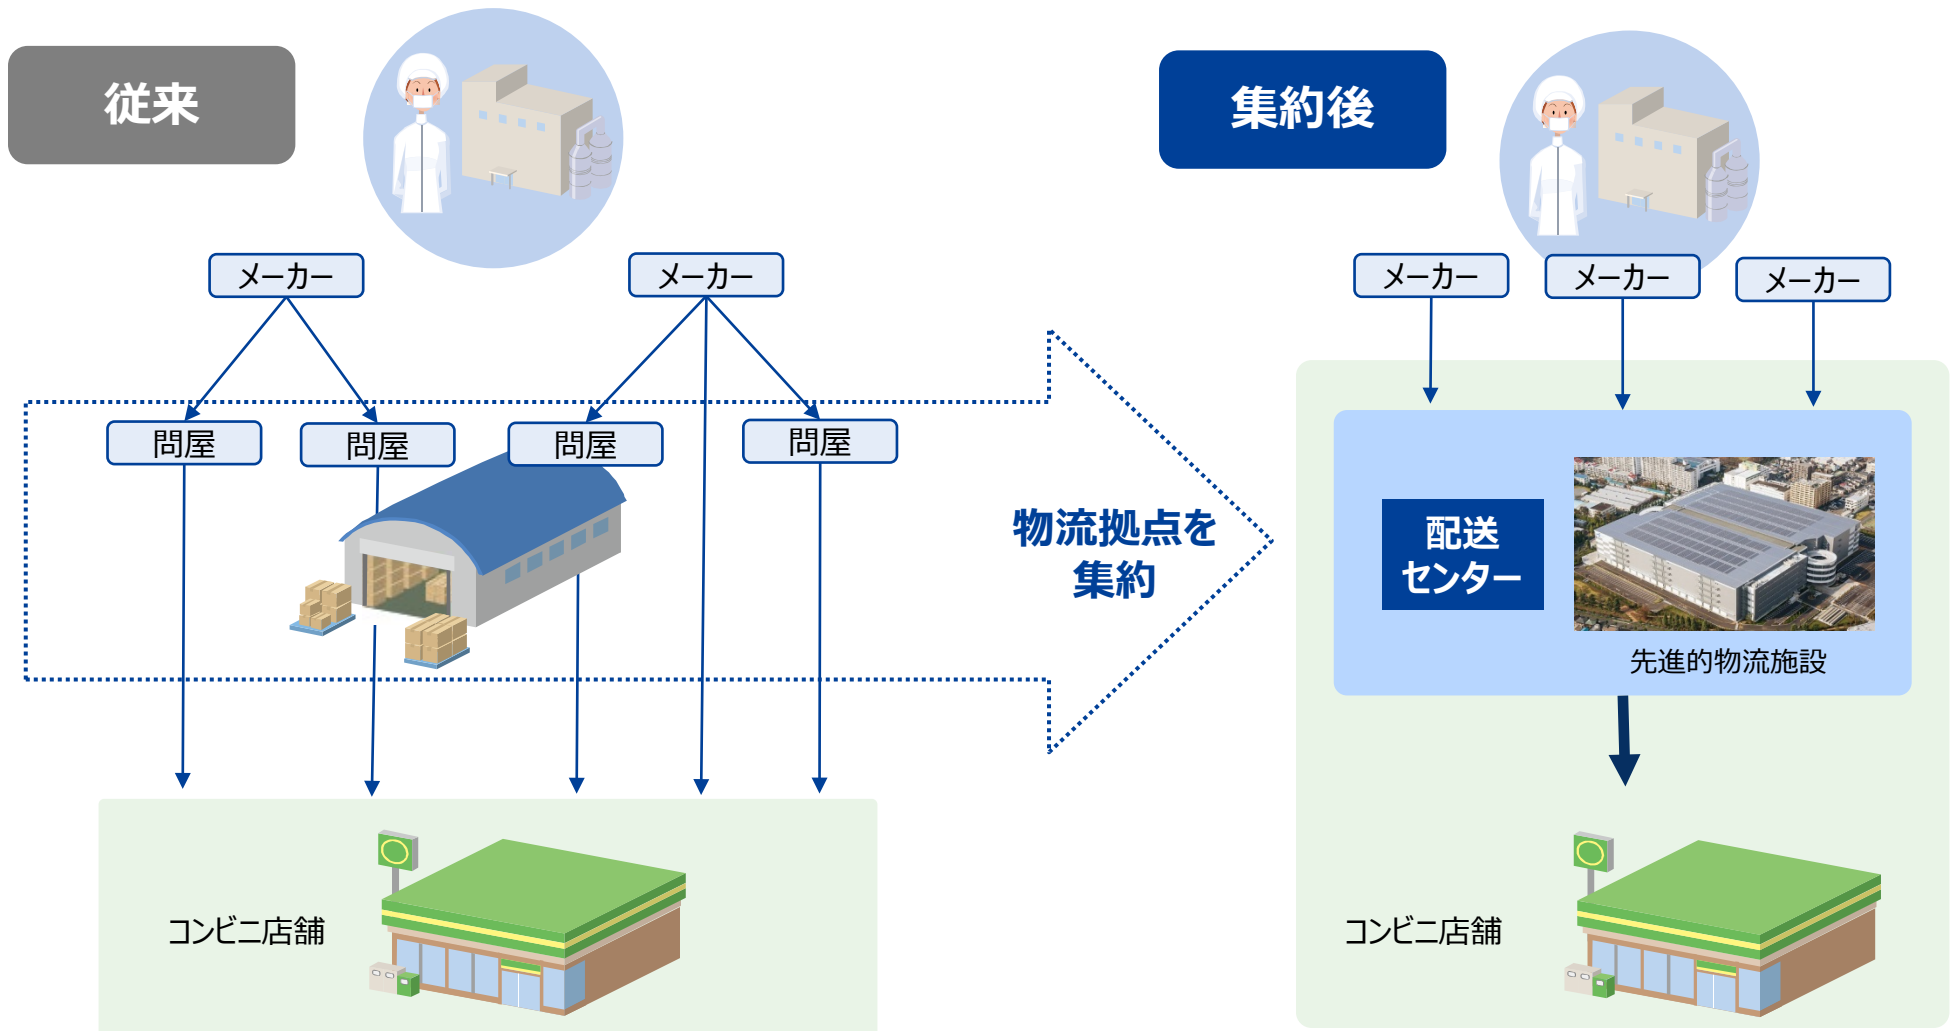 従来
集約後
メーカー
メーカー
メーカー
メーカー
メーカー
問屋
問屋
問屋
問屋
物流拠点を
集約
配送
センター
先進的物流施設
コンビニ店舗
コンビニ店舗